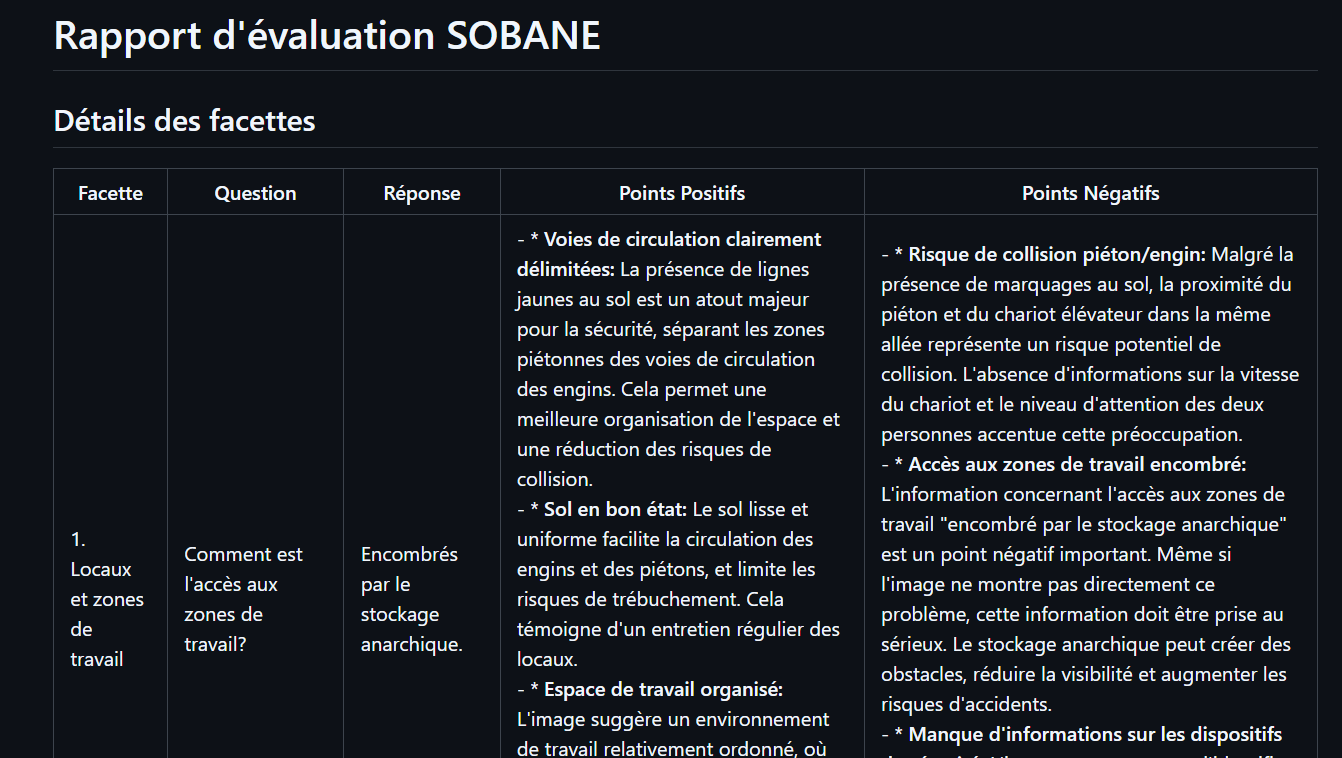 Rapport d'évaluation SOBANE
Détails des facettes
Facette
Question
Réponse
Points Positifs
Points Négatifs
1.
Locaux
et zones
de
travail
Comment est
l'accès aux
zones de
travail?
Encombrés
par le
stockage
anarchique.
- * Voies de circulation clairement
délimitées: La présence de lignes
jaunes au sol est un atout majeur
pour la sécurité, séparant les zones
piétonnes des voies de circulation
des engins. Cela permet une
meilleure organisation de l'espace et
une réduction des risques de
collision.
- * Sol en bon état: Le sol lisse et
uniforme facilite la circulation des
engins et des piétons, et limite les
risques de trébuchement. Cela
témoigne d'un entretien régulier des
locaux.
- * Espace de travail organisé:
L'image suggère un environnement
de travail relativement ordonné, où
- * Risque de collision piéton/engin: Malgré la
présence de marquages au sol, la proximité du
piéton et du chariot élévateur dans la même
allée représente un risque potentiel de
collision. L'absence d'informations sur la vitesse
du chariot et le niveau d'attention des deux
personnes accentue cette préoccupation.
- * Accès aux zones de travail encombré:
L'information concernant l'accès aux zones de
travail "encombré par le stockage anarchique"
est un point négatif important. Même si
l'image ne montre pas directement ce
problème, cette information doit être prise au
sérieux. Le stockage anarchique peut créer des
obstacles, réduire la visibilité et augmenter les
risques d'accidents.
- * Manque d'informations sur les dispositifs